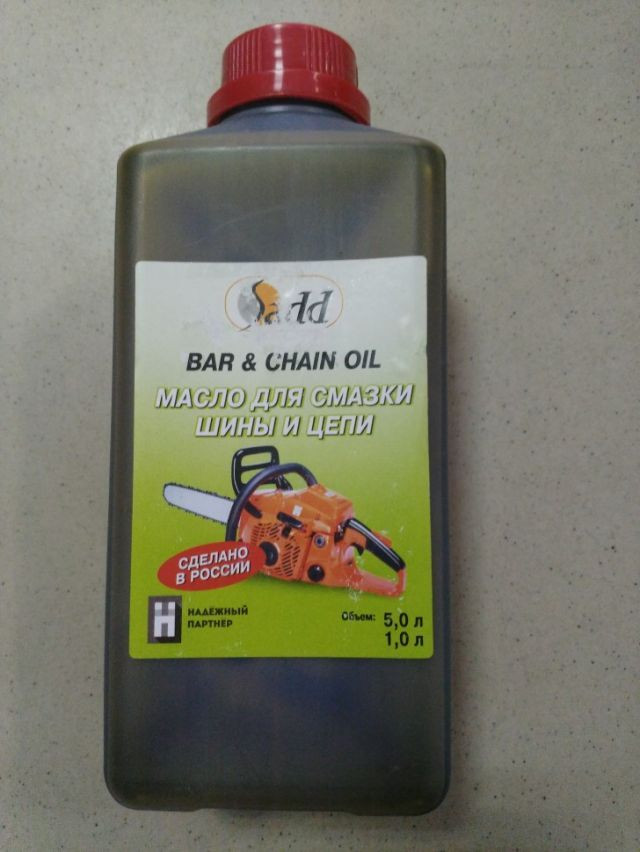 Sadd
BAR & CHAIN OIL
МАСЛО ДЛЯ СМАЗКИ
ШИНЫ И ЦЕПИ
СДЕЛАНО
В РОССИИ
Н
НАДЕЖНЫЙ
ПАРТНЕР
Объем: 5,0 л
1,0 л